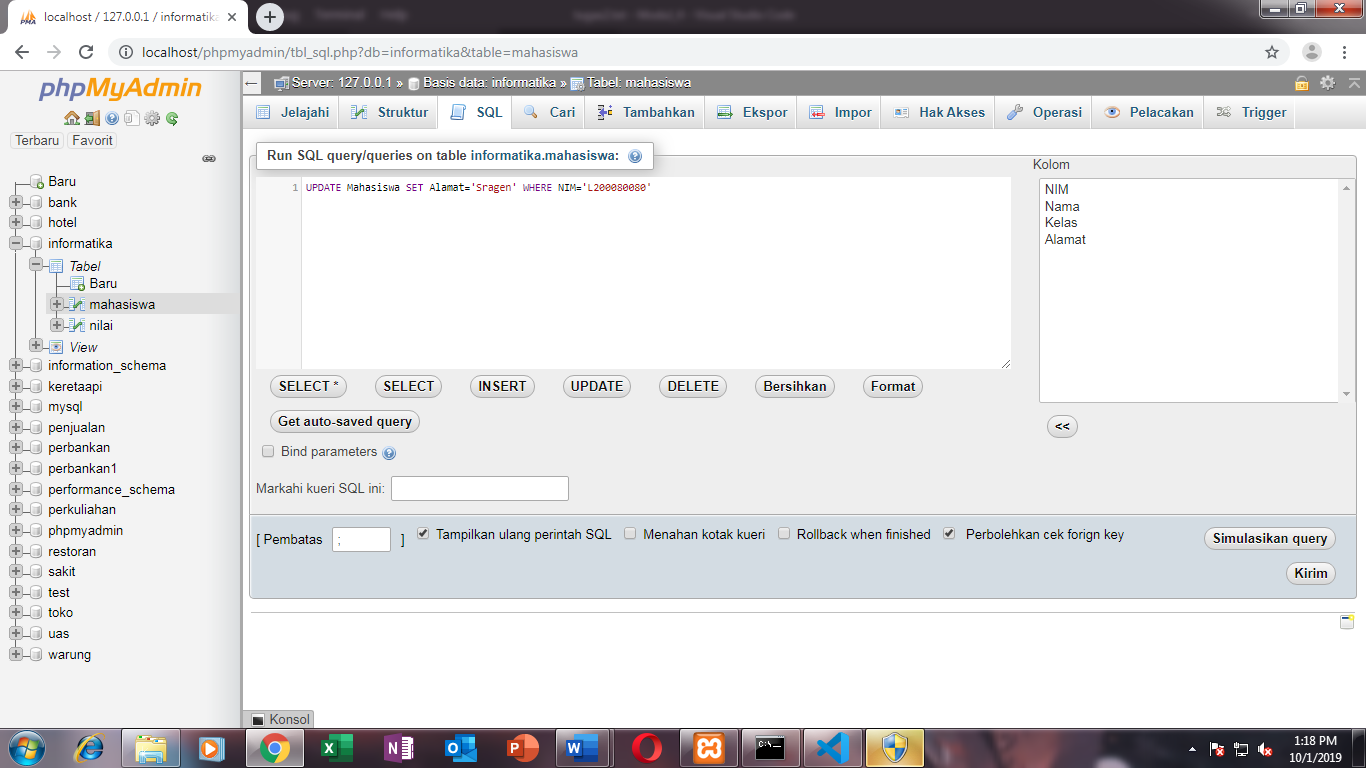 localhost / 127.0.0.1 / informatika
localhost/phpmyadmin/tbl_sql.php?db=informatika&table=mahasiswa
phpMyAdmin
Terbaru Favorit
Baru
bank
hotel
informatika
Tabel
Baru
mahasiswa
nilai
View
information_schema
keretaapi
mysql
penjualan
perbankan
perbankan1
performance_schema
perkuliahan
phpmyadmin
restoran
sakit
test
toko
uas
warung
Server: 127.0.0.1 » Basis data: informatika » Tabel: mahasiswa
Jelajahi Struktur SQL Cari Tambahkan Ekspor Impor Hak Akses Operasi Pelacakan Trigger
Run SQL query/queries on table informatika.mahasiswa:
1 UPDATE Mahasiswa SET Alamat='Sragen' WHERE NIM='L200080080'
Kolom
NIM
Nama
Kelas
Alamat
<<
SELECT * SELECT INSERT UPDATE DELETE Bersihkan Format
Get auto-saved query
Bind parameters
Markahi kueri SQL ini:
[ Pembatas ; ] Tampilkan ulang perintah SQL Menahan kotak kueri Rollback when finished Perbolehkan cek forign key
Simulasikan query
Kirim
Konsol
1:18 PM
10/1/2019